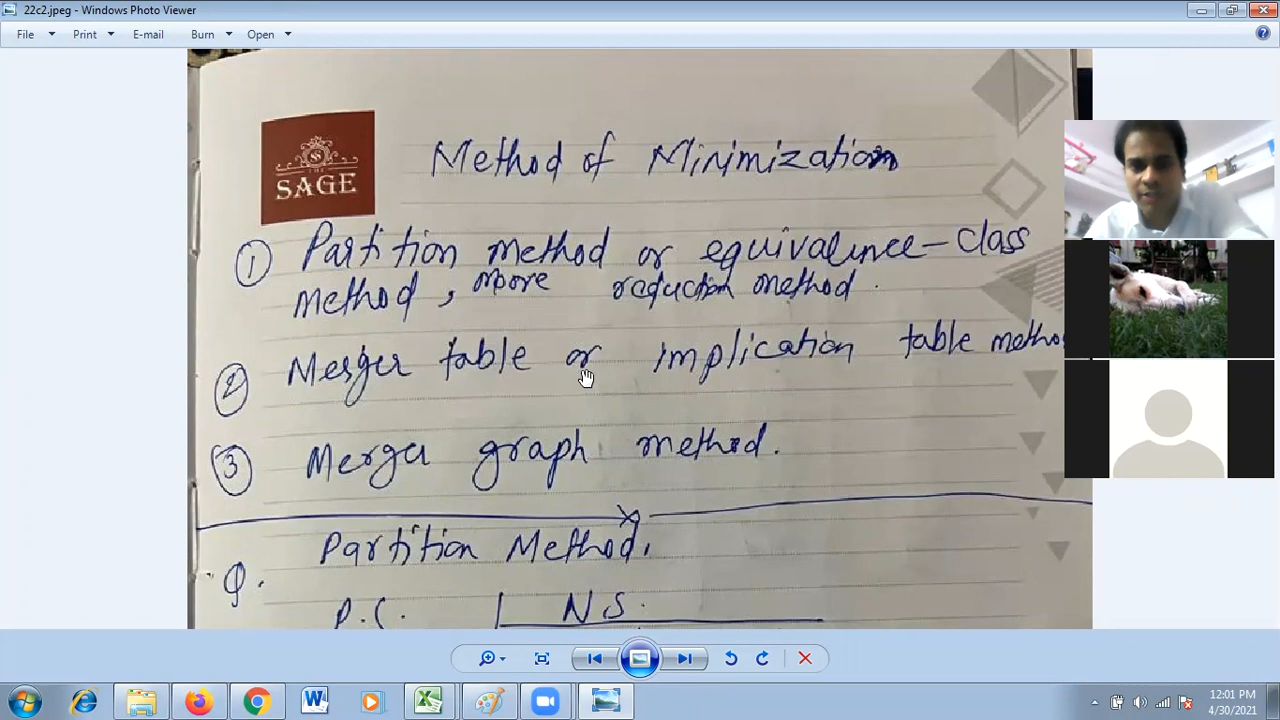 22c2.jpeg - Windows Photo Viewer
File Print E-mail Burn Open
THE
SAGE
Method of Minimization
① Partition method or equivalence-class
method, Moore reduction method.
② Merger table or implication table metho
③ Merger graph method.
Partition Method.
Q.
P.S. N.S.
12:01 PM
4/30/2021